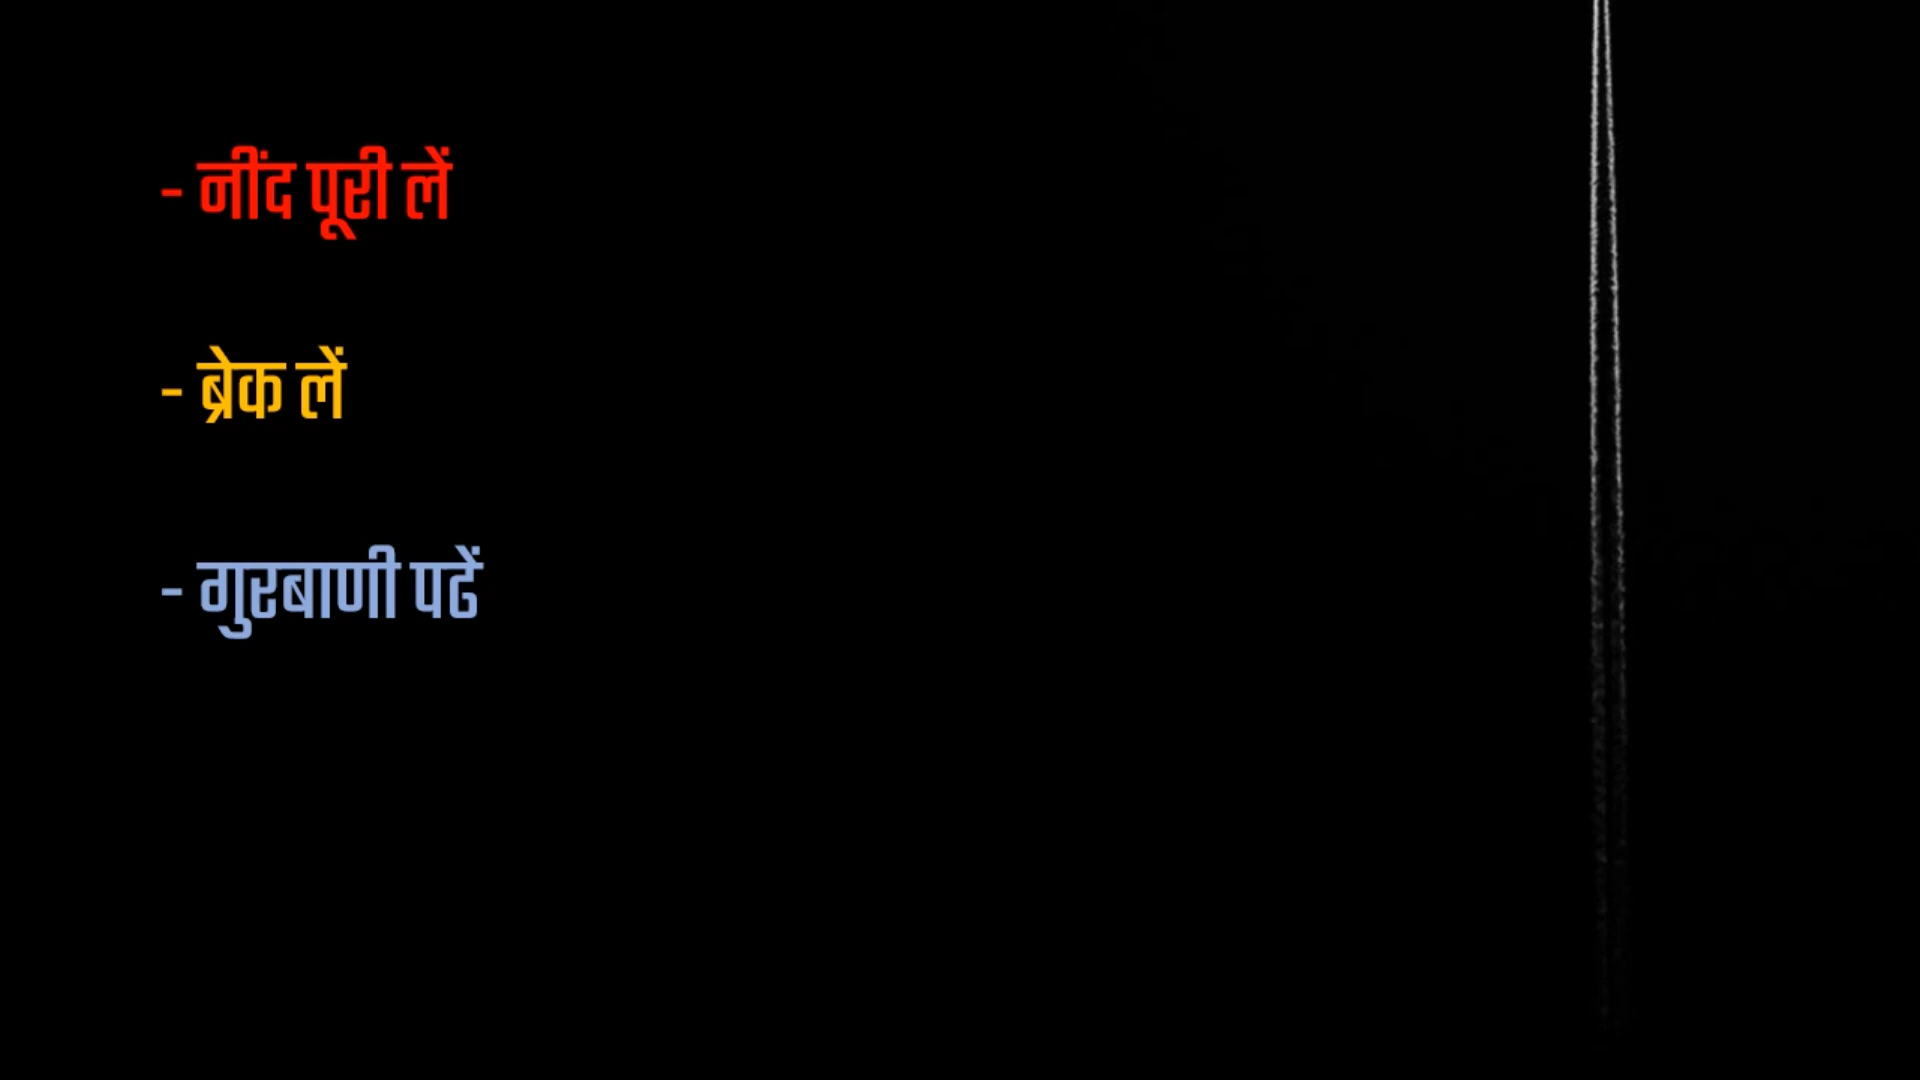 - नींद पूरी लें
- ब्रेक लें
- गुरबाणी पढें